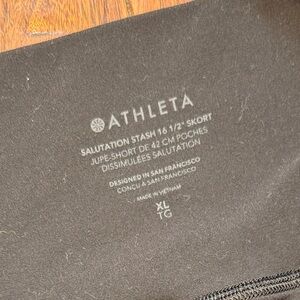 ATHLETA
SALUTATION STASH 16 1/2" SKORT
JUPE-SHORT DE 42 CM POCHES
DISSIMULÉES SALUTATION
DESIGNED IN SAN FRANCISCO
CONÇU À SAN FRANCISCO
MADE IN VIETNAM
XL
TG